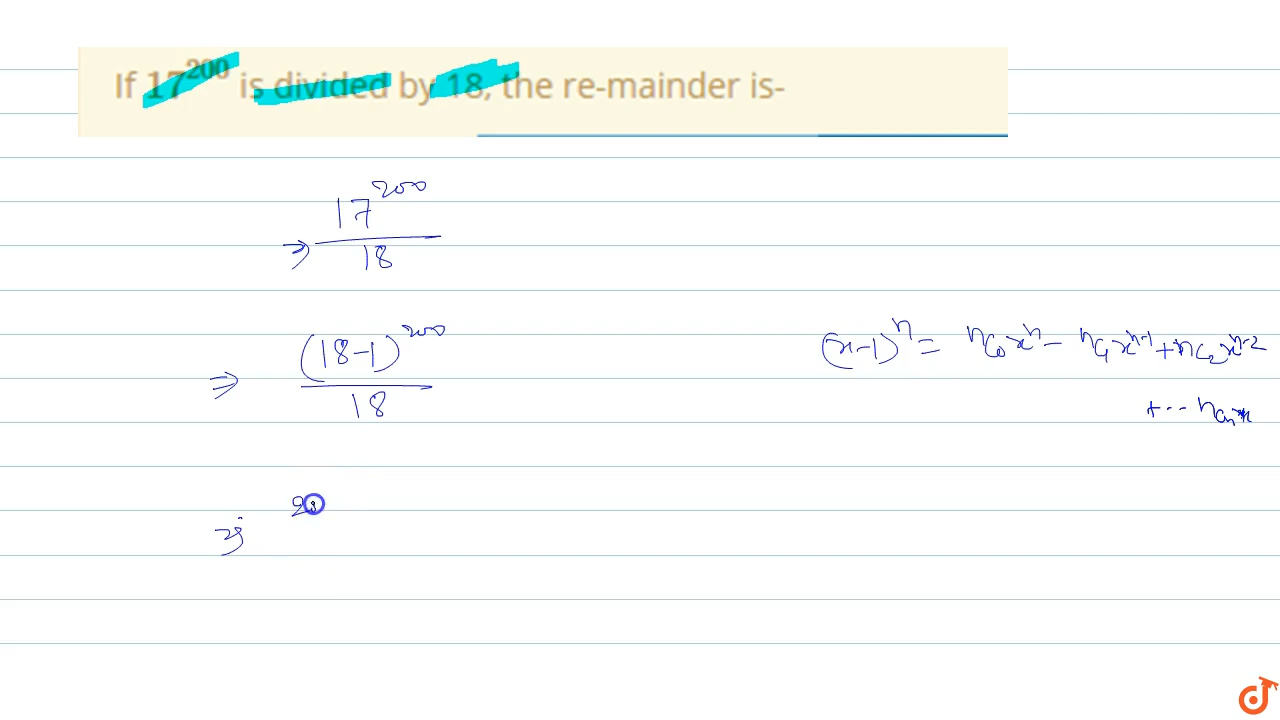 If 17^200 is divided by 18, the re-mainder is-
⇒ 17^200 / 18
⇒ (18-1)^200 / 18
(x-1)^n = nC0 x^n - nC1 x^n-1 + nC2 x^n-2
+ ... nCn